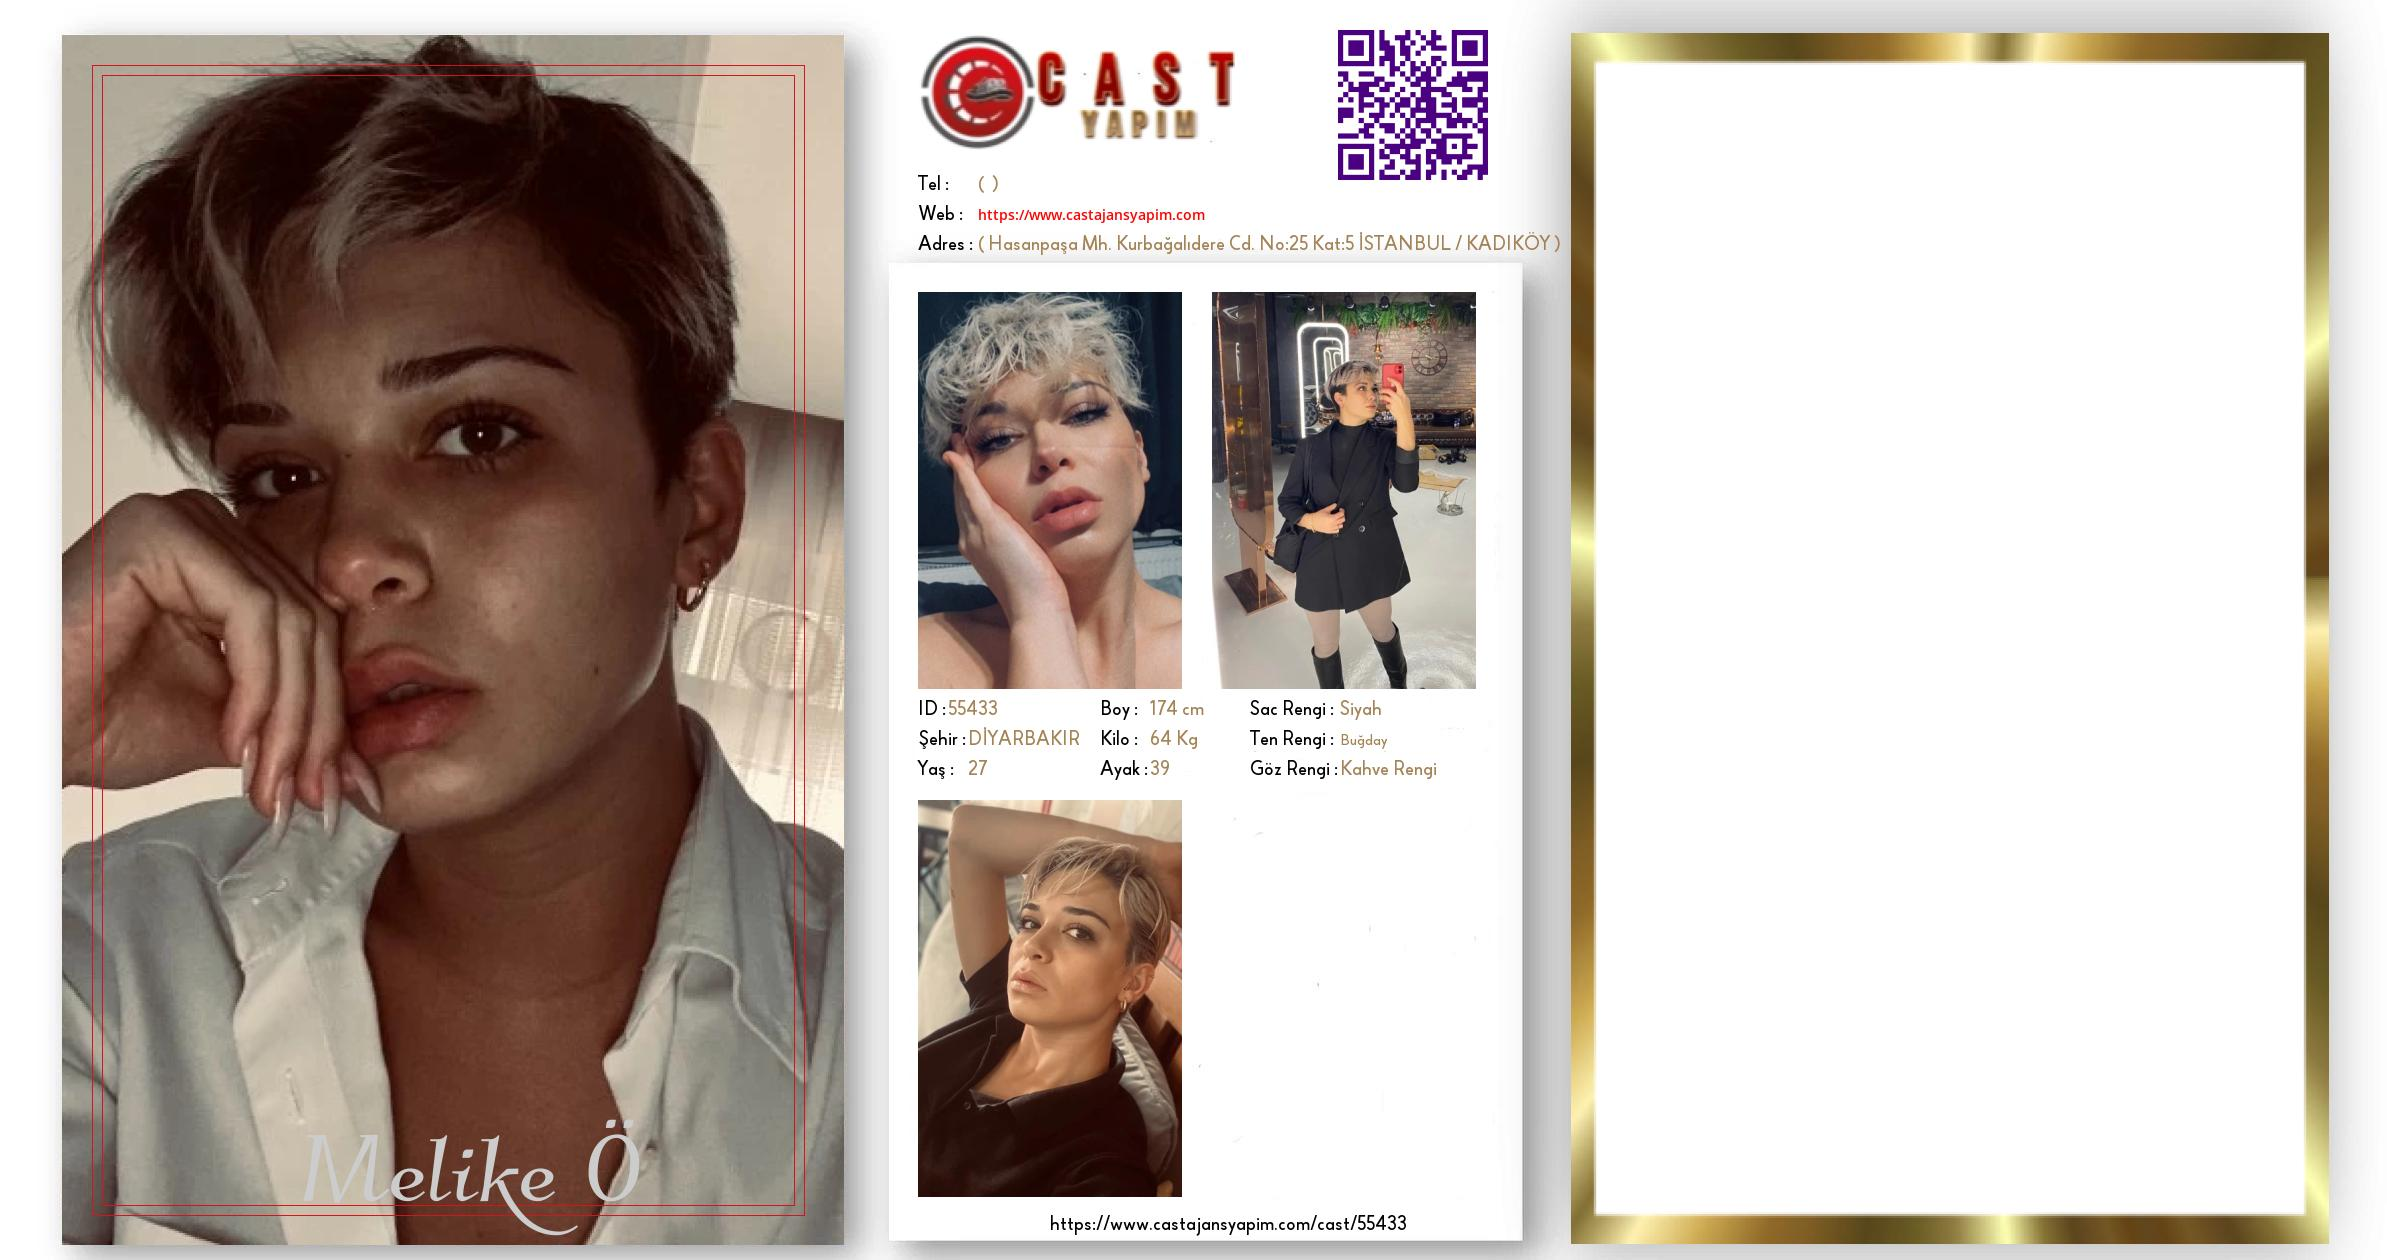 Melike Ö
CAST
YAPIM
Tel : ( )
Web : https://www.castajansyapim.com
Adres : ( Hasanpaşa Mh. Kurbağalıdere Cd. No:25 Kat:5 İSTANBUL / KADIKÖY )
ID : 55433 Boy : 174 cm Sac Rengi : Siyah
Şehir : DİYARBAKIR Kilo : 64 Kg Ten Rengi : Buğday
Yaş : 27 Ayak : 39 Göz Rengi : Kahve Rengi
https://www.castajansyapim.com/cast/55433